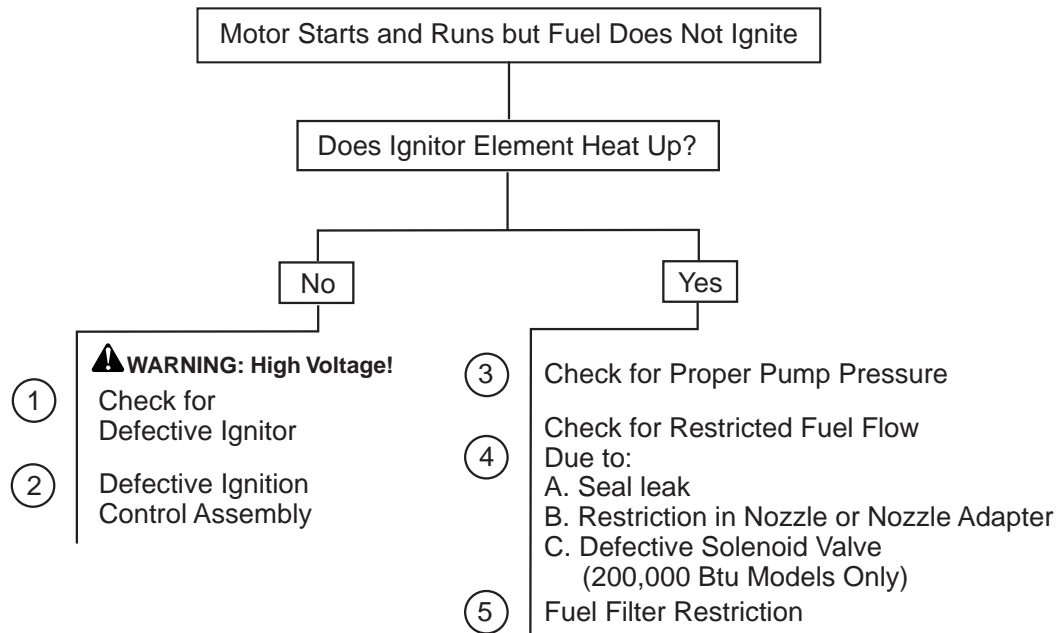 Motor Starts and Runs but Fuel Does Not Ignite
Does Ignitor Element Heat Up?
No
WARNING: High Voltage!
1
Check for
Defective Ignitor
2
Defective Ignition
Control Assembly
Yes
3
Check for Proper Pump Pressure
4
Check for Restricted Fuel Flow
Due to:
A. Seal leak
B. Restriction in Nozzle or Nozzle Adapter
C. Defective Solenoid Valve
(200,000 Btu Models Only)
5
Fuel Filter Restriction